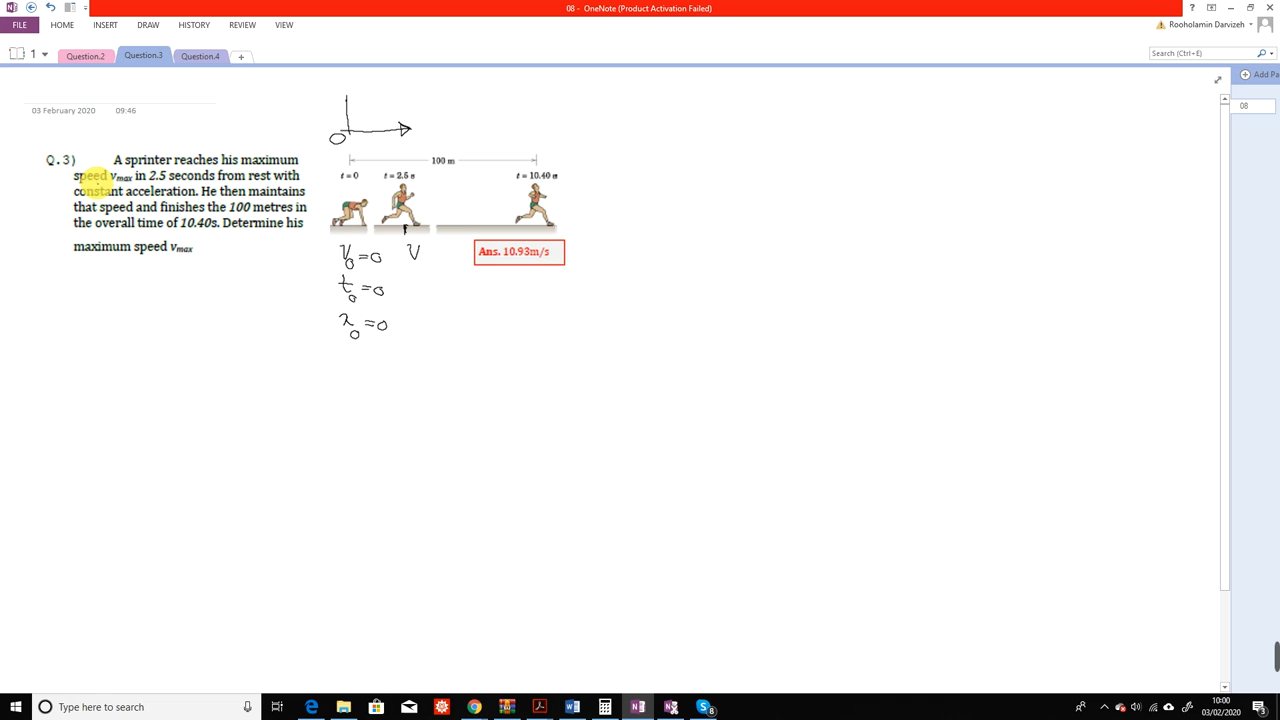 08 - OneNote (Product Activation Failed)
FILE HOME INSERT DRAW HISTORY REVIEW VIEW
Rooholamin Darvizeh
1 Question.2 Question.3 Question.4
Search (Ctrl+E)
Add Pa
08
03 February 2020 09:46
Q.3) A sprinter reaches his maximum
speed vmax in 2.5 seconds from rest with
constant acceleration. He then maintains
that speed and finishes the 100 metres in
the overall time of 10.40s. Determine his
maximum speed vmax
O
100 m
t = 0 t = 2.5 s t = 10.40 s
V0 = 0 V
t0 = 0
x0 = 0
Ans. 10.93m/s
Type here to search
10:00
03/02/2020